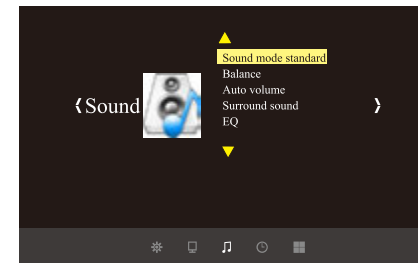 Sound mode standard
Balance
Sound
Auto volume
Surround sound
EQ